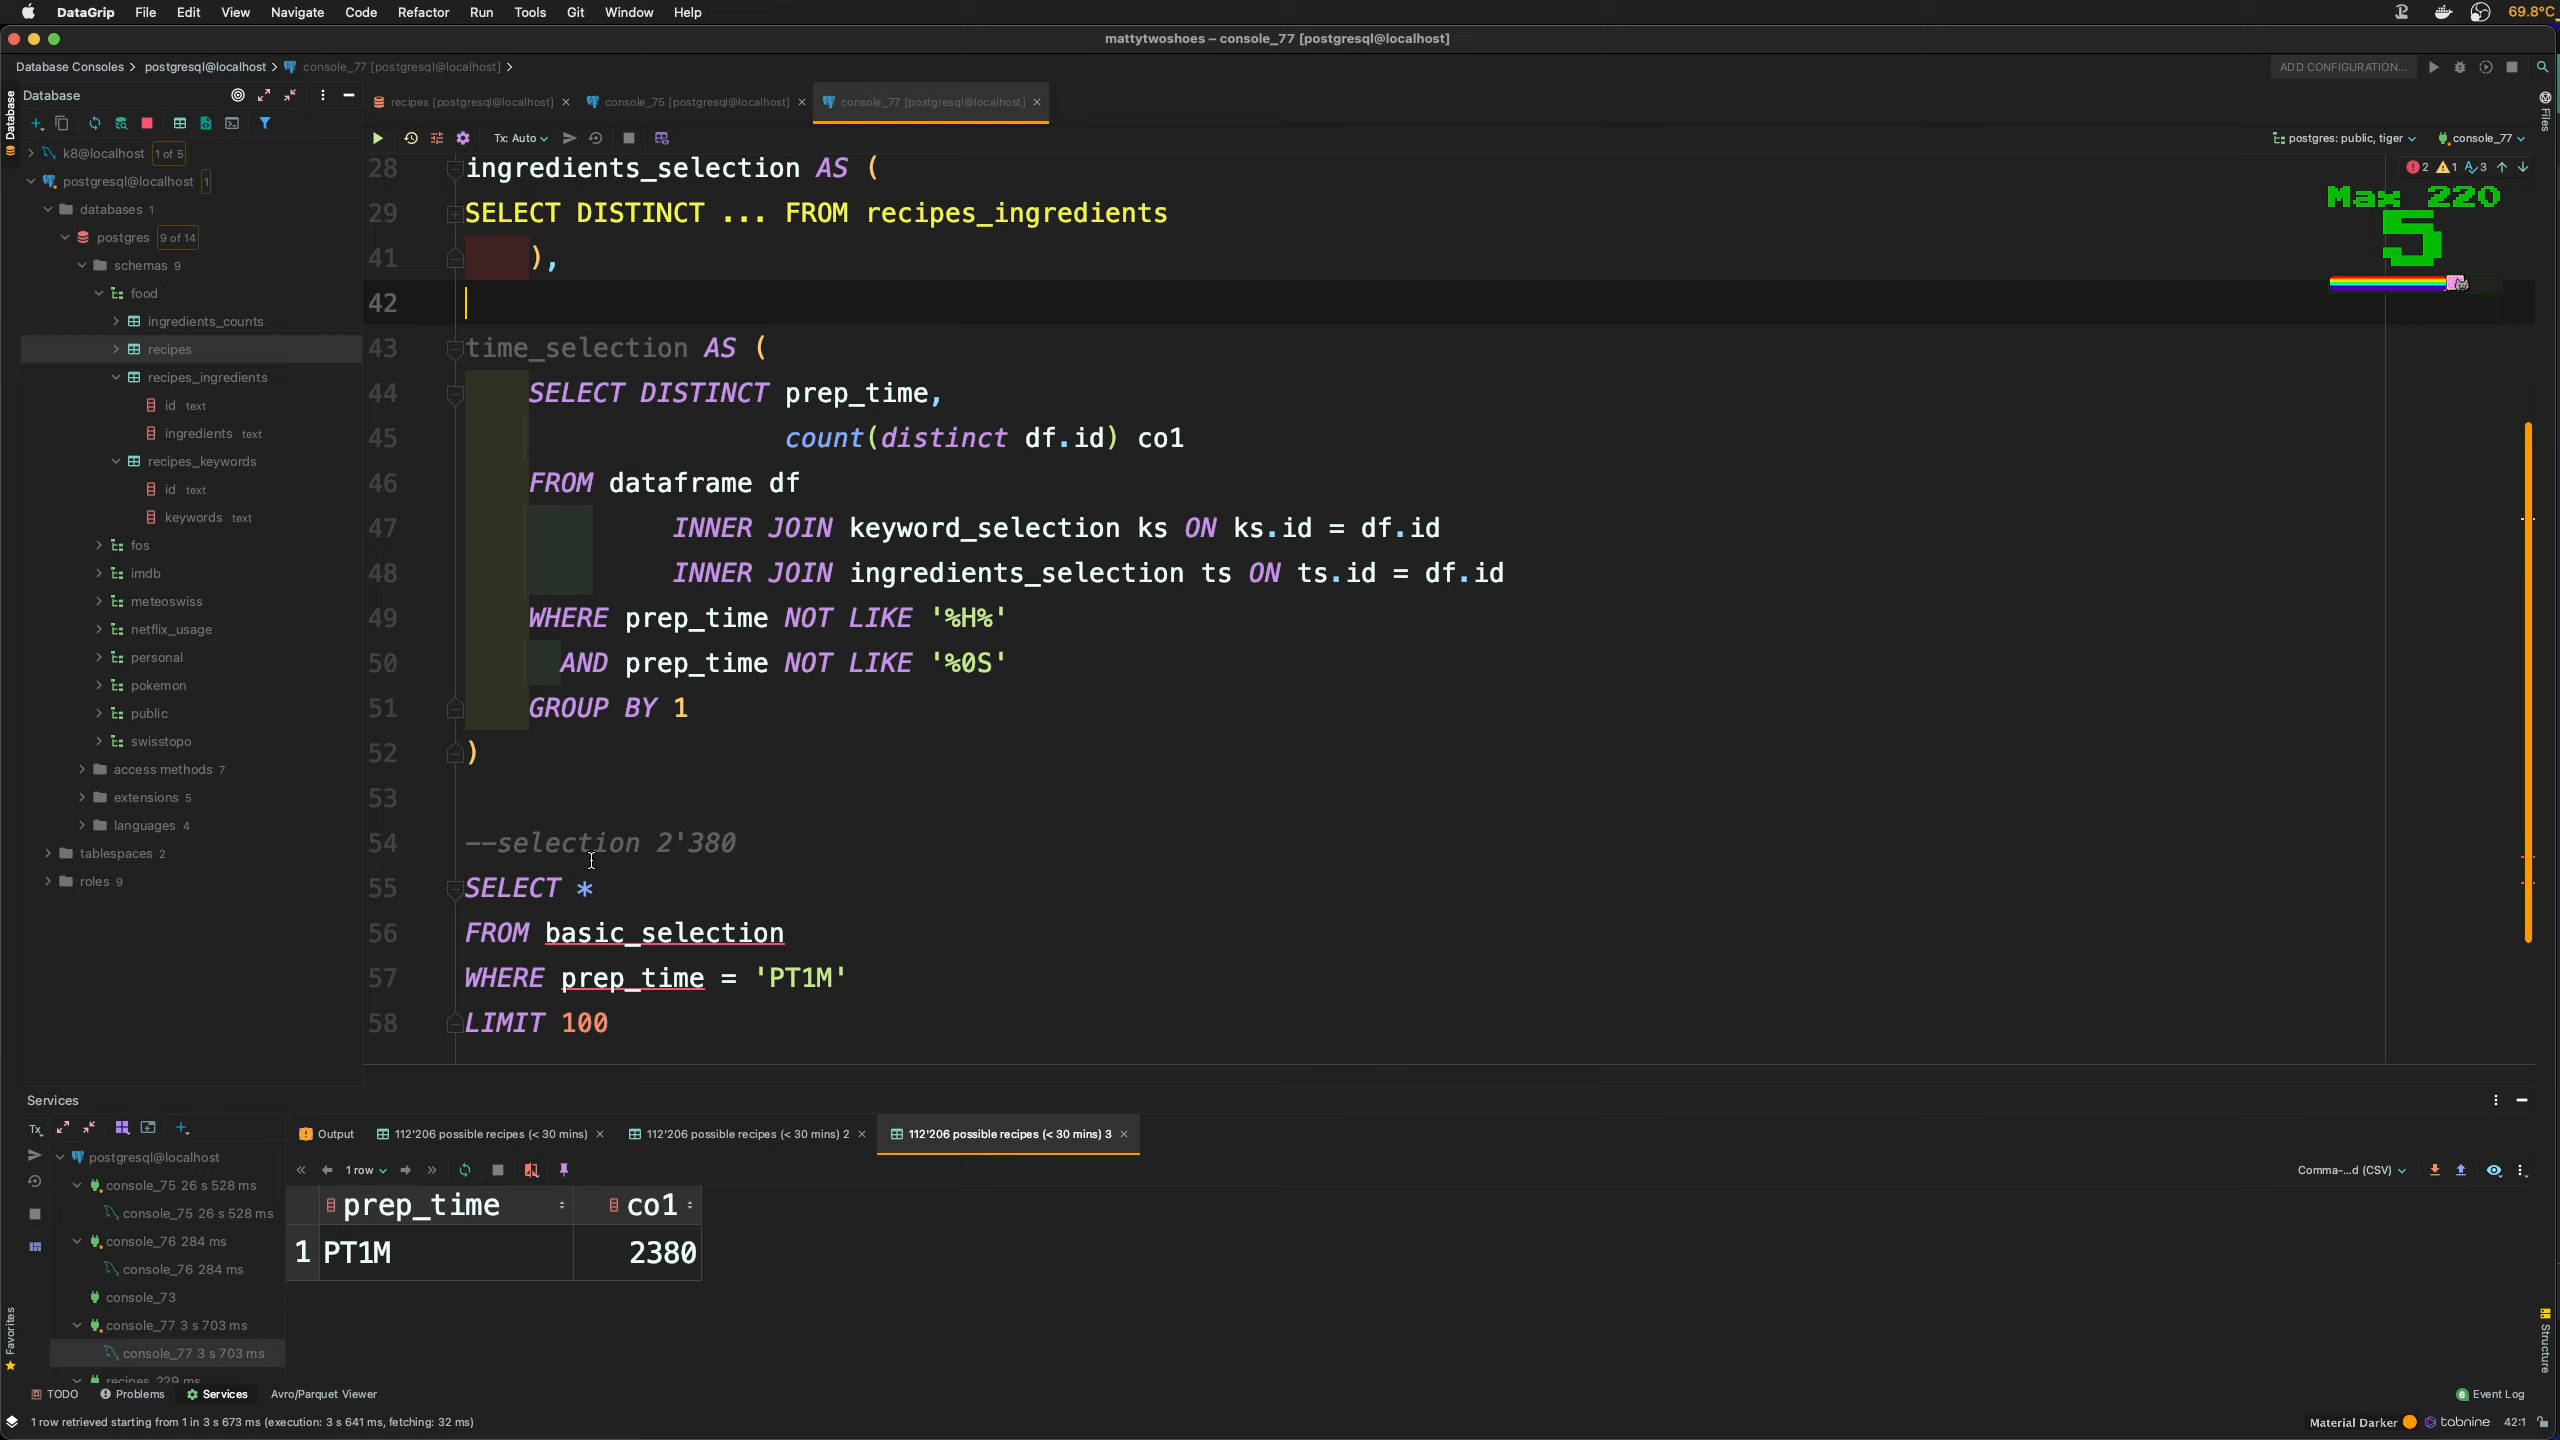 DataGrip File Edit View Navigate Code Refactor Run Tools Git Window Help 69.8°C
mattytwoshoes – console_77 [postgresql@localhost]
Database Consoles postgresql@localhost console_77 [postgresql@localhost] ADD CONFIGURATION...
Database
Database
Files
recipes [postgresql@localhost] console_75 [postgresql@localhost] console_77 [postgresql@localhost]
Tx: Auto postgres: public, tiger console_77
k8@localhost 1 of 5
postgresql@localhost 1
databases 1
postgres 9 of 14
schemas 9
food
ingredients_counts
recipes
recipes_ingredients
id text
ingredients text
recipes_keywords
id text
keywords text
fos
imdb
meteoswiss
netflix_usage
personal
pokemon
public
swisstopo
access methods 7
extensions 5
languages 4
tablespaces 2
roles 9
2 1 3
Max 220
5
28 ingredients_selection AS (
29 SELECT DISTINCT ... FROM recipes_ingredients
41 ),
42
43 time_selection AS (
44 SELECT DISTINCT prep_time,
45 count(distinct df.id) co1
46 FROM dataframe df
47 INNER JOIN keyword_selection ks ON ks.id = df.id
48 INNER JOIN ingredients_selection ts ON ts.id = df.id
49 WHERE prep_time NOT LIKE '%H%'
50 AND prep_time NOT LIKE '%0S'
51 GROUP BY 1
52 )
53
54 --selection 2'380
55 SELECT *
56 FROM basic_selection
57 WHERE prep_time = 'PT1M'
58 LIMIT 100
Services
Tx
postgresql@localhost
console_75 26 s 528 ms
console_75 26 s 528 ms
console_76 284 ms
console_76 284 ms
console_73
console_77 3 s 703 ms
console_77 3 s 703 ms
recipes 229 ms
Output 112'206 possible recipes (< 30 mins) 112'206 possible recipes (< 30 mins) 2 112'206 possible recipes (< 30 mins) 3
1 row Comma-...d (CSV)
prep_time co1
1 PT1M 2380
Favorites
Structure
TODO Problems Services Avro/Parquet Viewer 6 Event Log
1 row retrieved starting from 1 in 3 s 673 ms (execution: 3 s 641 ms, fetching: 32 ms) Material Darker tabnine 42:1